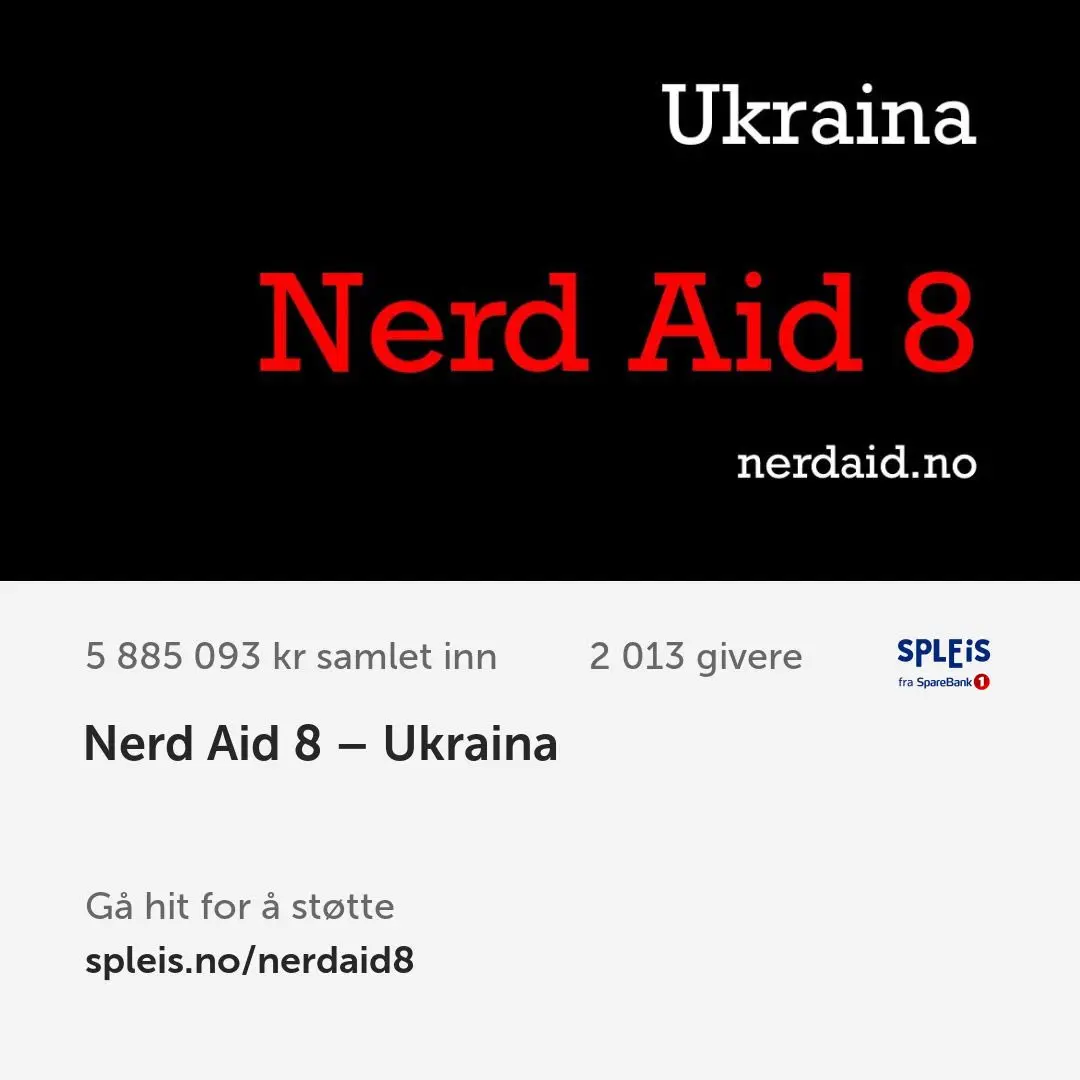 Ukraina
Nerd Aid 8
nerdaid.no
5 885 093 kr samlet inn
2 013 givere
SPLEiS
fra SpareBank 1
Nerd Aid 8 – Ukraina
Gå hit for å støtte
spleis.no/nerdaid8